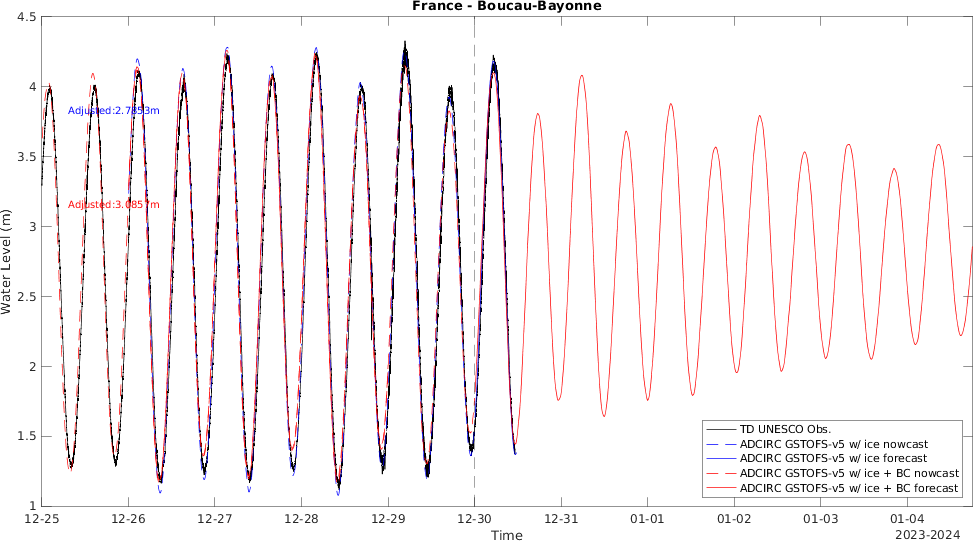 France - Boucau-Bayonne
4.5
4
Adjusted:2.7853m
3.5
Adjusted:3.0857m
3
Water Level (m)
2.5
2
1.5
1
TD UNESCO Obs.
ADCIRC GSTOFS-v5 w/ ice nowcast
ADCIRC GSTOFS-v5 w/ ice forecast
ADCIRC GSTOFS-v5 w/ ice + BC nowcast
ADCIRC GSTOFS-v5 w/ ice + BC forecast
12-25 12-26 12-27 12-28 12-29 12-30 12-31 01-01 01-02 01-03 01-04
Time
2023-2024